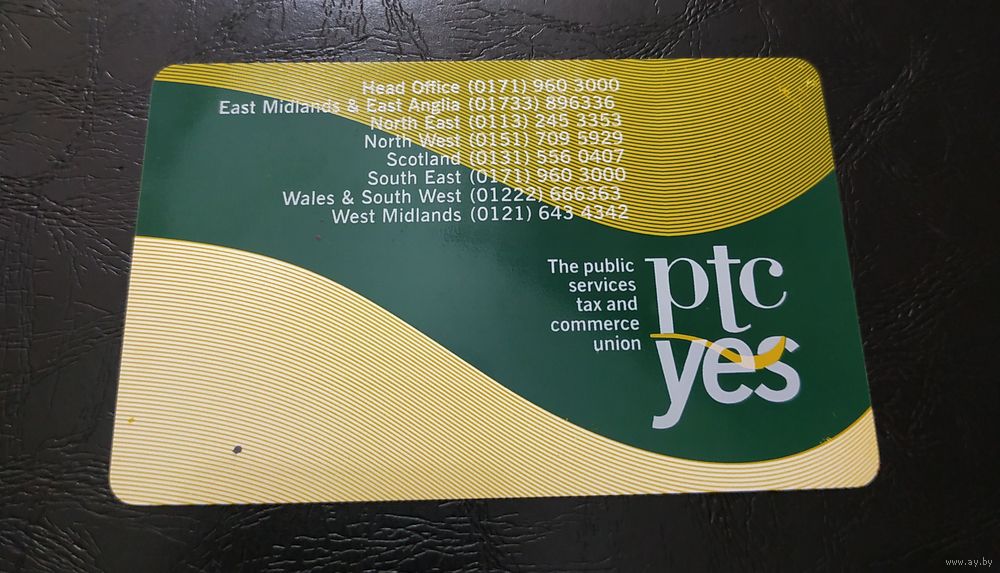 Head Office (0171) 960 3000
East Midlands & East Anglia (01733) 896336
North East (0113) 245 3353
North West (0151) 709 5929
Scotland (0131) 556 0407
South East (0171) 960 3000
Wales & South West (01222) 666363
West Midlands (0121) 643 4342
The public
services
tax and
commerce
union
ptc
yes
www.ay.by